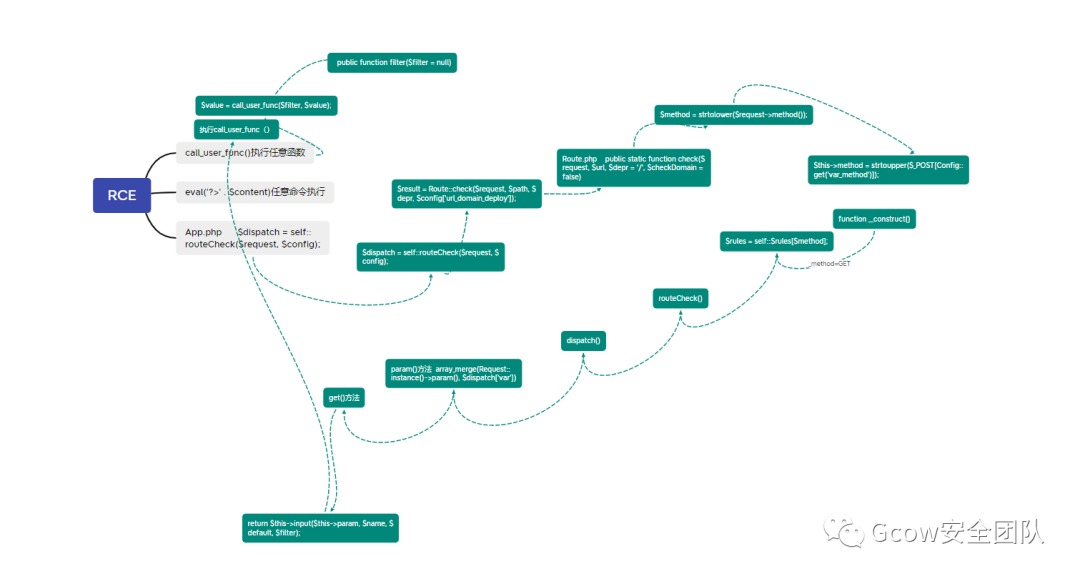 public function filter($filter = null)
$value = call_user_func($filter, $value);
执行call_user_func（）
call_user_func()执行任意函数
RCE
eval('?>' . $content)任意命令执行
App.php $dispatch = self::
routeCheck($request, $config);
$method = strtolower($request->method());
Route.php public static function check($
request, $url, $depr = '/', $checkDomain =
false)
$this->method = strtoupper($_POST[Config::
get('var_method')]);
$result = Route::check($request, $path, $
depr, $config['url_domain_deploy']);
function _construct()
$rules = self::$rules[$method];
_method=GET
$dispatch = self::routeCheck($request, $
config);
routeCheck()
dispatch()
param()方法 array_merge(Request::
instance()->param(), $dispatch['var'])
get()方法
return $this->input($this->param, $name, $
default, $filter);
Gcow安全团队